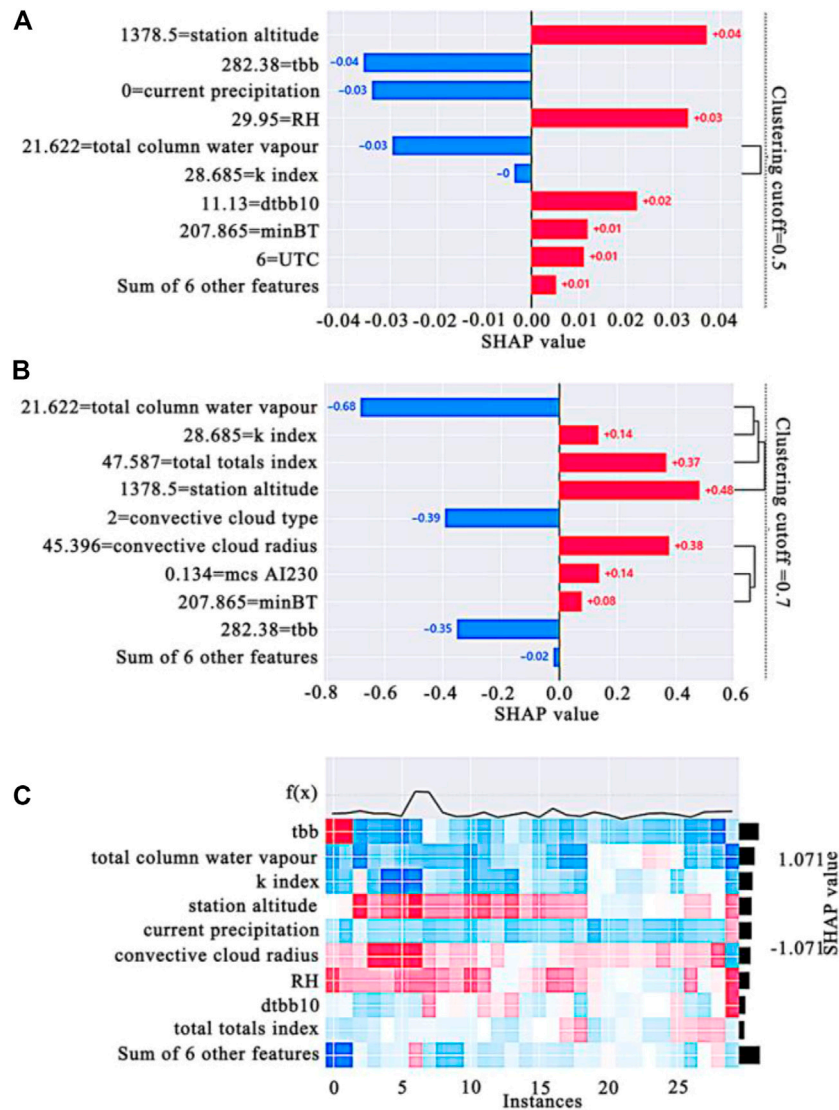 A
1378.5=station altitude
+0.04
282.38=tbb
−0.04
0=current precipitation
−0.03
29.95=RH
+0.03
21.622=total column water vapour
−0.03
28.685=k index
−0
11.13=dtbb10
+0.02
207.865=minBT
+0.01
6=UTC
+0.01
Sum of 6 other features
+0.01
Clustering cutoff=0.5
-0.04 -0.03 -0.02 -0.01 0.00 0.01 0.02 0.03 0.04
SHAP value
B
21.622=total column water vapour
−0.68
28.685=k index
+0.14
47.587=total totals index
+0.37
1378.5=station altitude
+0.48
2=convective cloud type
−0.39
45.396=convective cloud radius
+0.38
0.134=mcs AI230
+0.14
207.865=minBT
+0.08
282.38=tbb
−0.35
Sum of 6 other features
−0.02
Clustering cutoff =0.7
-0.8 -0.6 -0.4 -0.2 0.0 0.2 0.4 0.6
SHAP value
C
f(x)
tbb
total column water vapour
k index
station altitude
current precipitation
convective cloud radius
RH
dtbb10
total totals index
Sum of 6 other features
1.071
-1.071
SHAP value
0 5 10 15 20 25
Instances